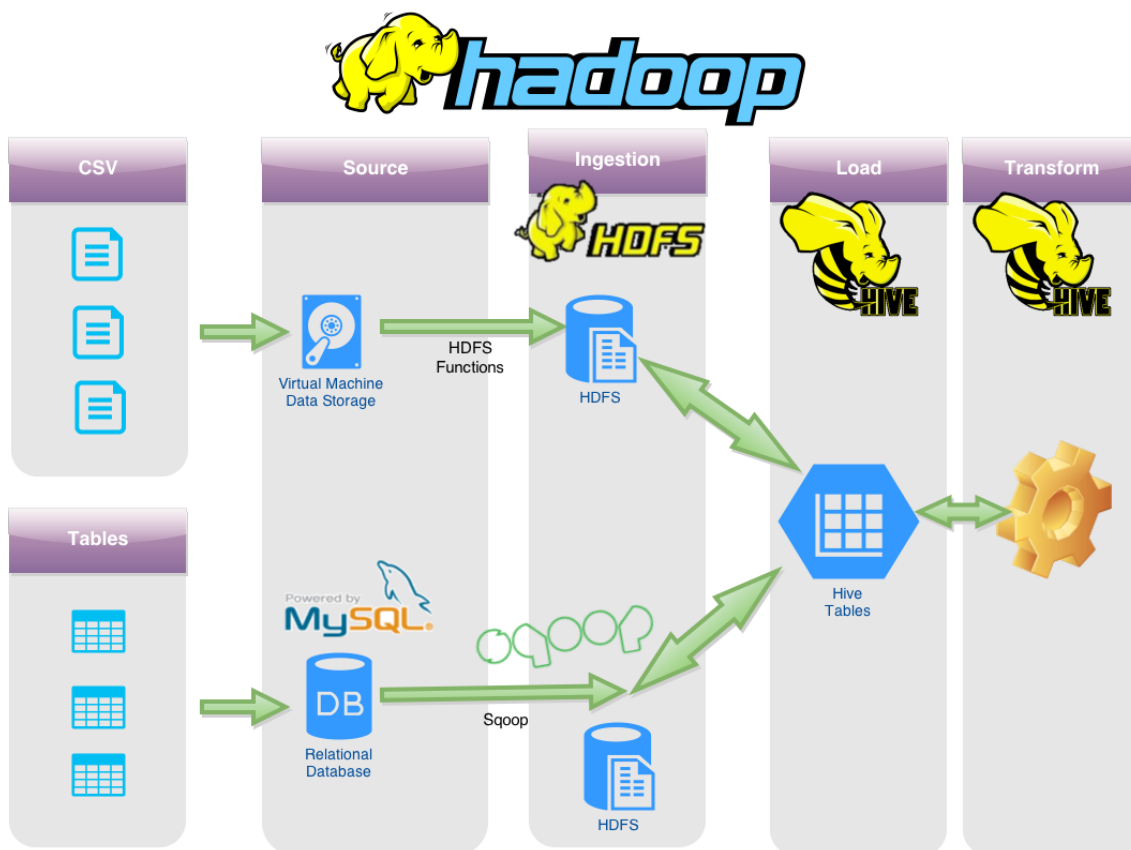 hadoop
CSV
Source
Ingestion
Load
Transform
HDFS
HIVE
HIVE
HDFS
Functions
Virtual Machine
Data Storage
HDFS
Tables
Powered by
MySQL®
sqoop
Hive
Tables
DB
Sqoop
Relational
Database
HDFS